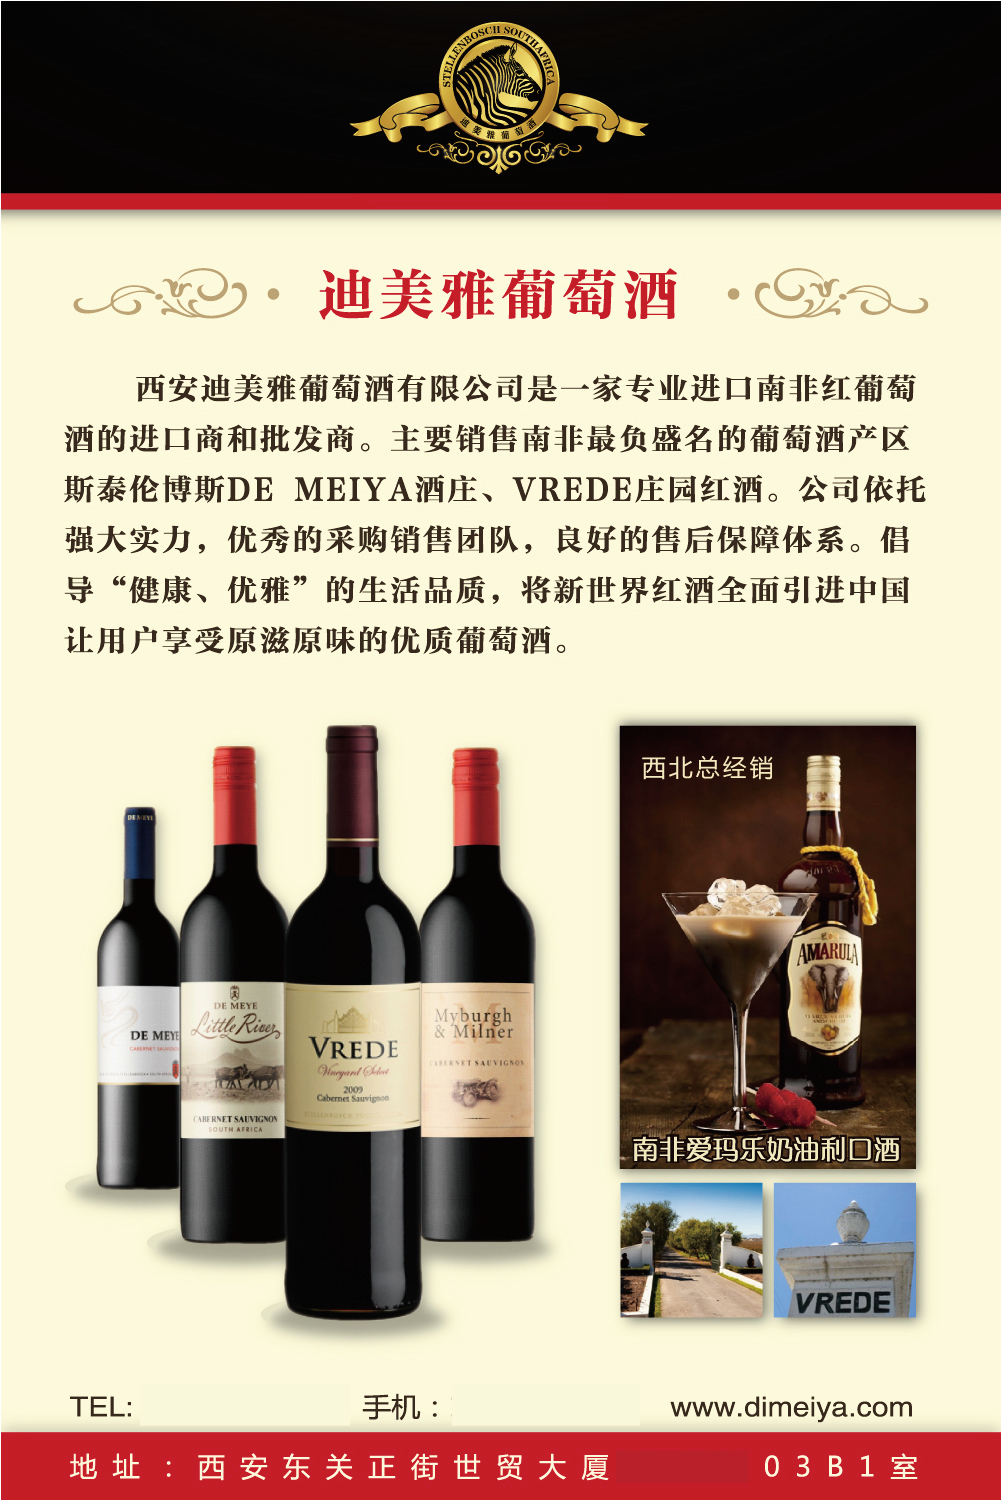 STELLENBOSCH SOUTHAFRICA
迪美雅葡萄酒
迪美雅葡萄酒
西安迪美雅葡萄酒有限公司是一家专业进口南非红葡萄
酒的进口商和批发商。主要销售南非最负盛名的葡萄酒产区
斯泰伦博斯DE MEIYA酒庄、VREDE庄园红酒。公司依托
强大实力，优秀的采购销售团队，良好的售后保障体系。倡
导“健康、优雅”的生活品质，将新世界红酒全面引进中国
让用户享受原滋原味的优质葡萄酒。
西北总经销
DE MEYE
DE MEYE
CABERNET SAUVIGNON
DE MEYE
Little River
CABERNET SAUVIGNON
SOUTH AFRICA
VREDE
Vineyard Select
2009
Cabernet Sauvignon
M
Myburgh
& Milner
CABERNET SAUVIGNON
AMARULA
南非爱玛乐奶油利口酒
VREDE
TEL:
手机：
www.dimeiya.com
地址：西安东关正街世贸大厦 03B1室